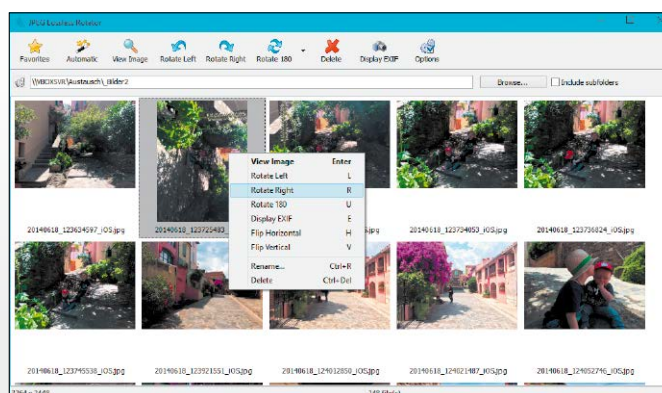 JPEG Lossless Rotator
Favorites Automatic View Image Rotate Left Rotate Right Rotate 180 Delete Display EXIF Options
\\VBOXSVR\Austausch\_Bilder2 Browse... Include subfolders
View Image Enter
Rotate Left L
Rotate Right R
Rotate 180 U
Display EXIF E
Flip Horizontal H
Flip Vertical V
Rename... Ctrl+R
Delete Ctrl+Del
20140618_123634597_iOS.jpg 20140618_123725483_ .jpg 20140618_123734053_iOS.jpg 20140618_123736024_iOS.jpg
20140618_123745538_iOS.jpg 20140618_123921551_iOS.jpg 20140618_124012850_iOS.jpg 20140618_124021487_iOS.jpg 20140618_124052746_iOS.jpg